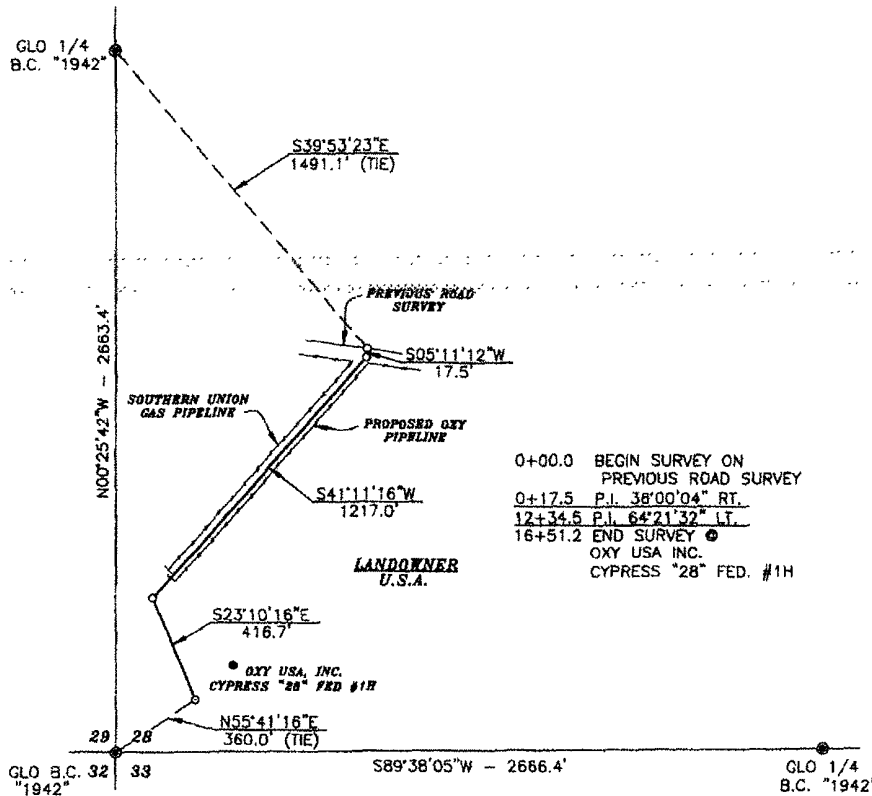 GLO 1/4
B.C. "1942"
S39°53'23"E
1491.1' (TIE)
PREVIOUS ROAD
SURVEY
N00°25'42"W – 2663.4'
S05°11'12"W
17.5'
SOUTHERN UNION
GAS PIPELINE
PROPOSED OXY
PIPELINE
S41°11'16"W
1217.0'
0+00.0 BEGIN SURVEY ON
PREVIOUS ROAD SURVEY
0+17.5 P.I. 38°00'04" RT.
12+34.5 P.I. 64°21'32" LT.
16+51.2 END SURVEY @
OXY USA INC.
CYPRESS "28" FED. #1H
LANDOWNER
U.S.A.
S23°10'16"E
416.7'
OXY USA, INC.
CYPRESS "28" FED #1H
N55°41'16"E
360.0' (TIE)
29 28
GLO B.C. 32 33
"1942"
S89°38'05"W – 2666.4'
GLO 1/4
B.C. "1942"